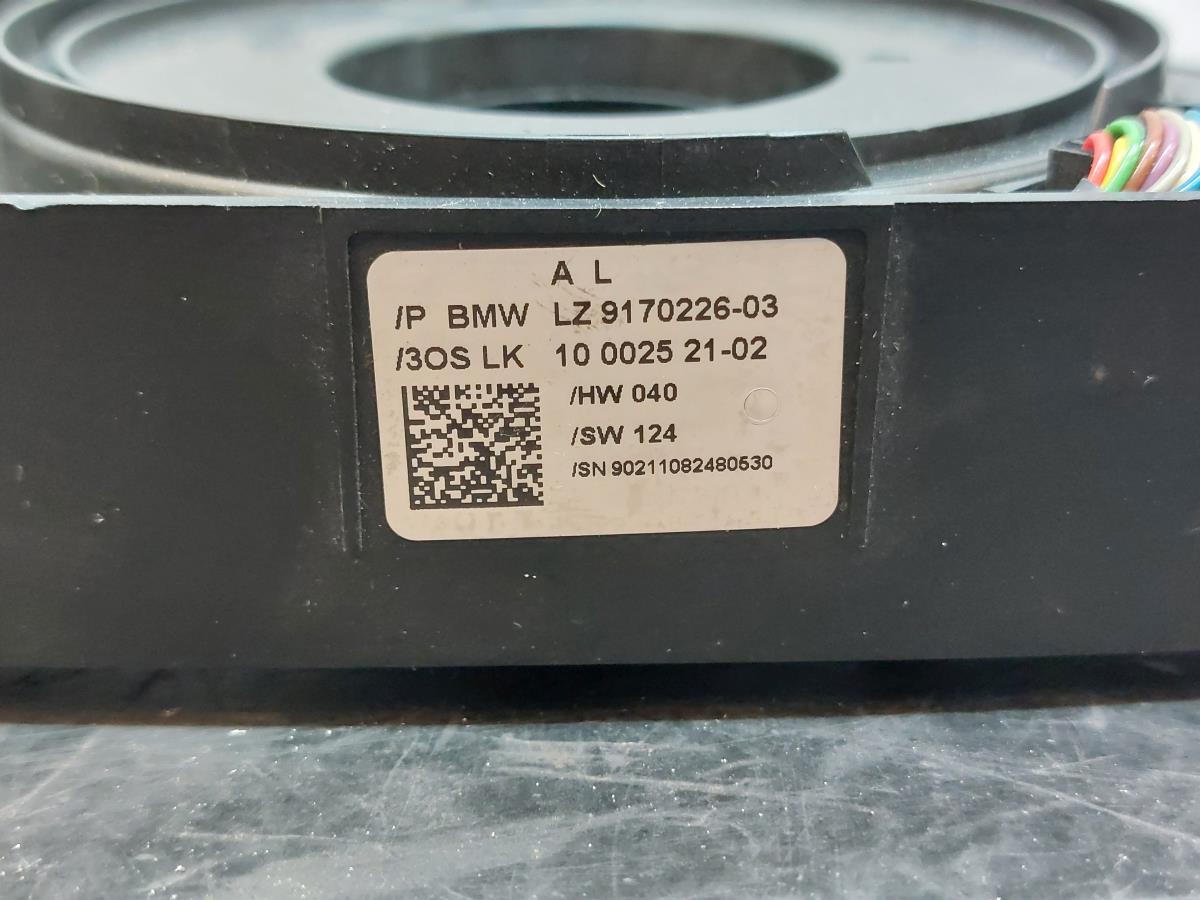 A L
/P BMW LZ 9170226-03
/3OS LK 10 0025 21-02
/HW 040
/SW 124
/SN 90211082480530